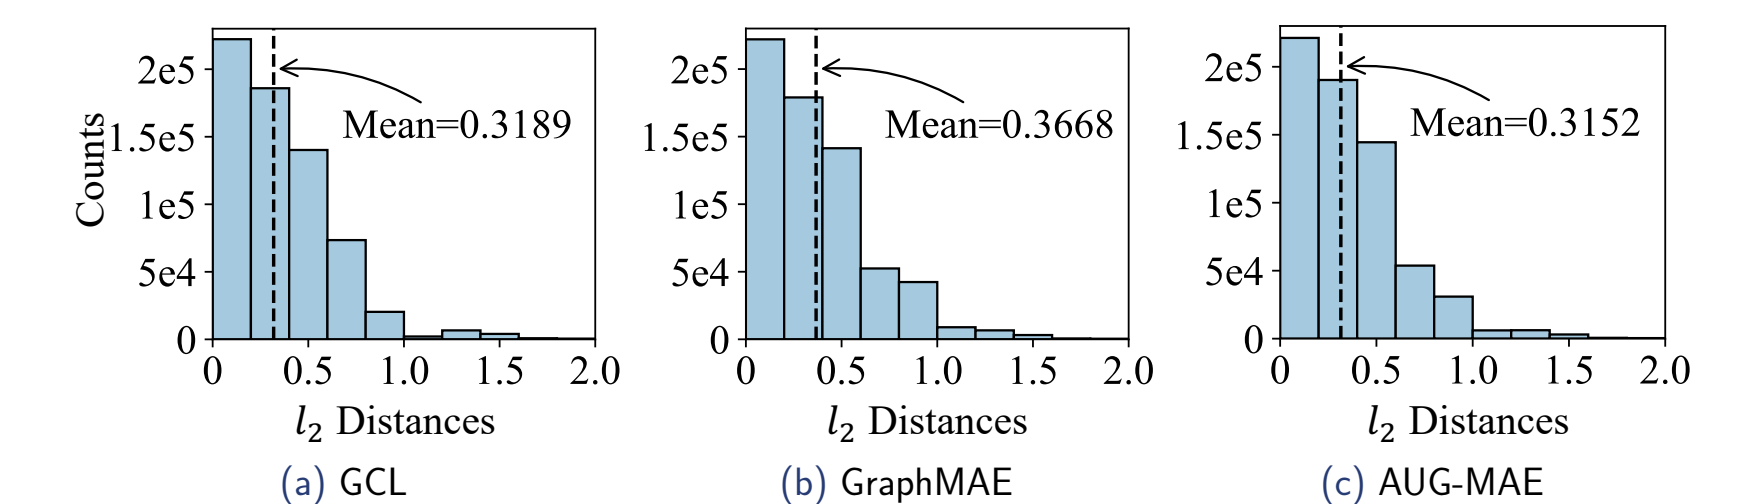 Counts
2e5
1.5e5
1e5
5e4
0
Mean=0.3189
0 0.5 1.0 1.5 2.0
l₂ Distances
(a) GCL
2e5
1.5e5
1e5
5e4
0
Mean=0.3668
0 0.5 1.0 1.5 2.0
l₂ Distances
(b) GraphMAE
2e5
1.5e5
1e5
5e4
0
Mean=0.3152
0 0.5 1.0 1.5 2.0
l₂ Distances
(c) AUG-MAE